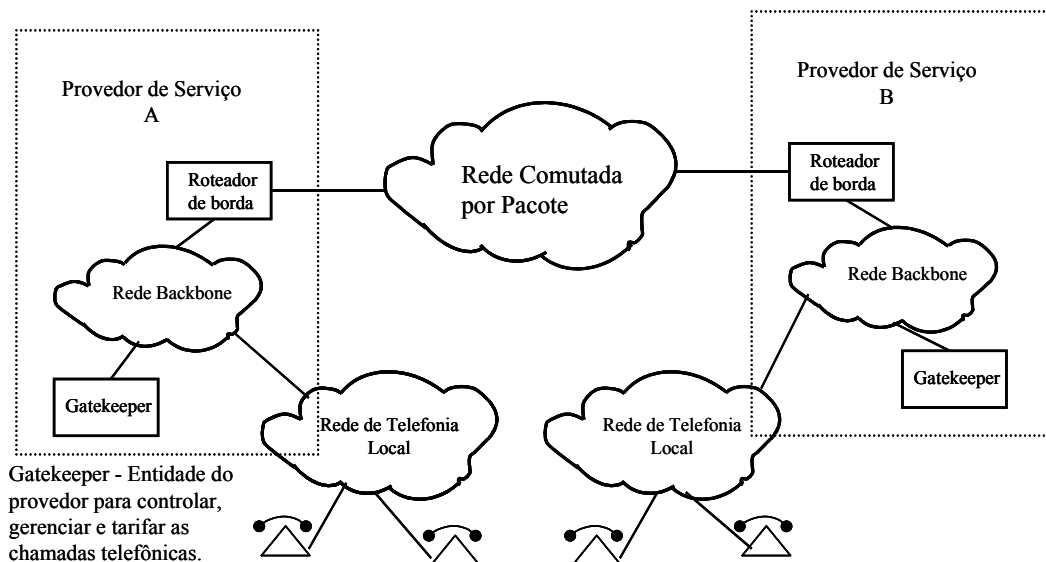 Provedor de Serviço
A
Roteador
de borda
Rede Backbone
Gatekeeper
Rede Comutada
por Pacote
Provedor de Serviço
B
Roteador
de borda
Rede Backbone
Gatekeeper
Rede de Telefonia
Local
Rede de Telefonia
Local
Gatekeeper - Entidade do
provedor para controlar,
gerenciar e tarifar as
chamadas telefônicas.